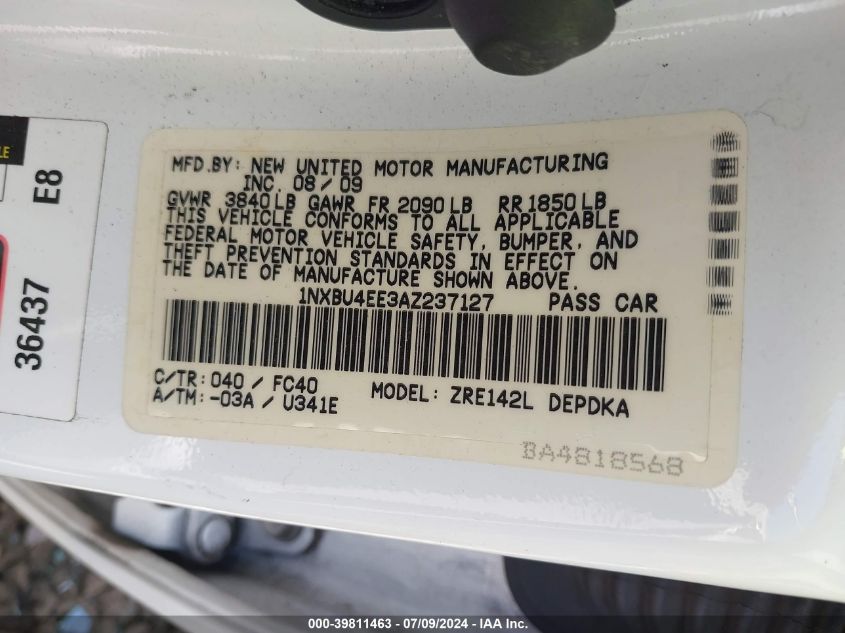 LE
E8
36437
MFD.BY: NEW UNITED MOTOR MANUFACTURING
INC. 08/09
GVWR 3840LB GAWR FR 2090LB RR1850LB
THIS VEHICLE CONFORMS TO ALL APPLICABLE
FEDERAL MOTOR VEHICLE SAFETY, BUMPER, AND
THEFT PREVENTION STANDARDS IN EFFECT ON
THE DATE OF MANUFACTURE SHOWN ABOVE.
1NXBU4EE3AZ237127 PASS CAR
C/TR: 040 / FC40
A/TM: -03A / U341E
MODEL: ZRE142L DEPDKA
BA4818568
000-39811463 / 07/09/2024 - IAA Inc.